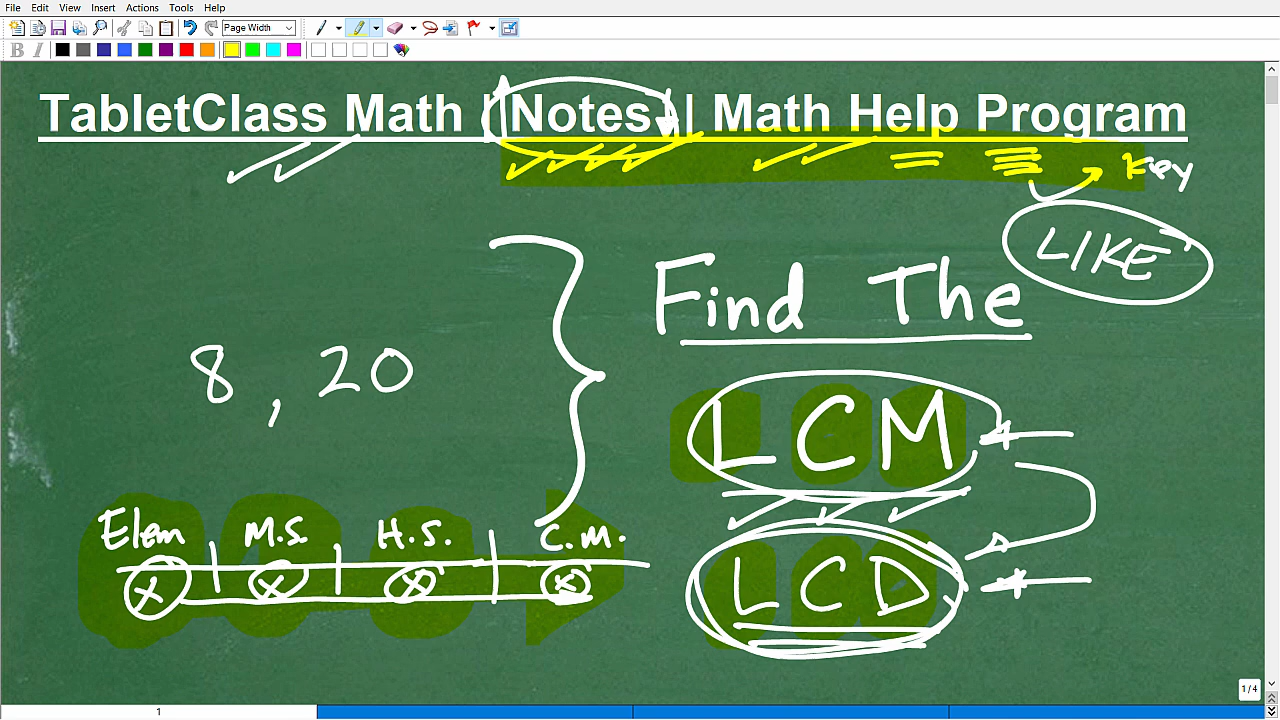 File Edit View Insert Actions Tools Help
Page Width
B I
TabletClass Math | Notes | Math Help Program
Key
LIKE
Find The
8 , 20
LCM
Elem M.S. H.S. C.M.
X X X X
LCD
1/4
1